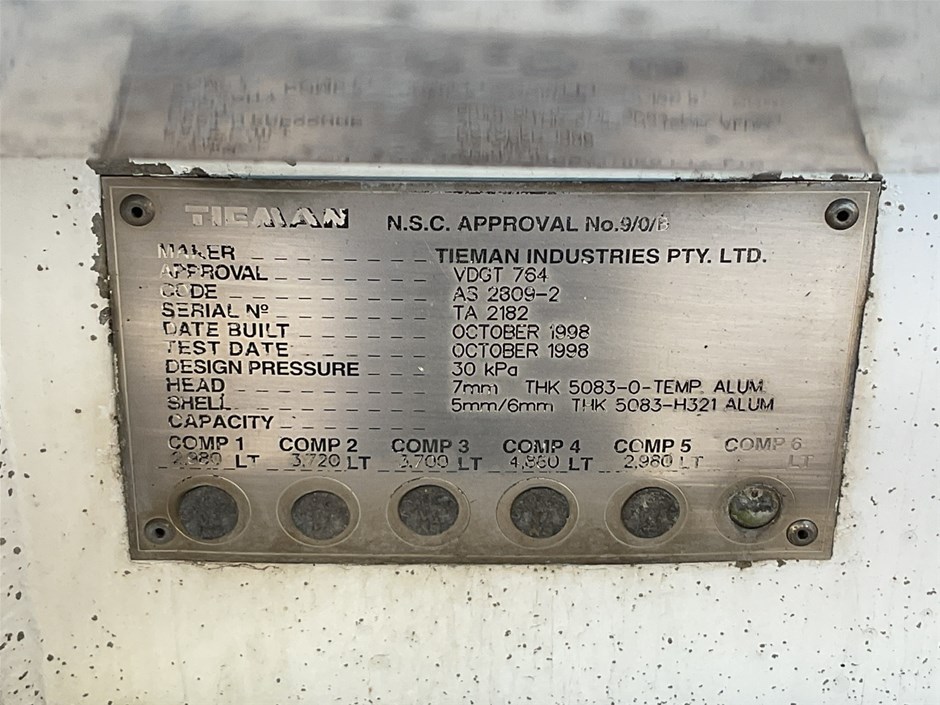 TIEMAN N.S.C. APPROVAL No.9/0/B
MAKER TIEMAN INDUSTRIES PTY. LTD.
APPROVAL VDGT 764
CODE AS 2809-2
SERIAL Nº TA 2182
DATE BUILT OCTOBER 1998
TEST DATE OCTOBER 1998
DESIGN PRESSURE 30 kPa
HEAD 7mm THK 5083-0-TEMP. ALUM.
SHELL 5mm/6mm THK 5083-H321 ALUM
CAPACITY
COMP 1 COMP 2 COMP 3 COMP 4 COMP 5 COMP 6
2,980 LT 3,720 LT 3,700 LT LT 2,980 LT LT